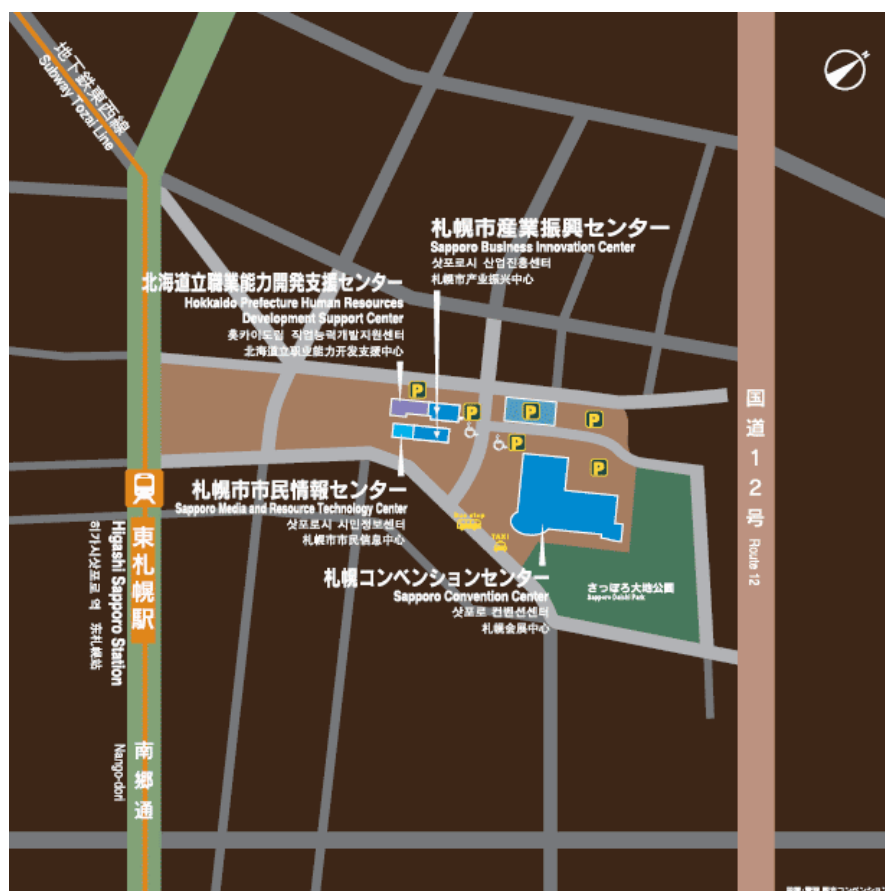 地下鉄東西線
Subway Tozai Line
N
札幌市産業振興センター
Sapporo Business Innovation Center
삿포로시 산업진흥센터
札幌市产业振兴中心
北海道立職業能力開発支援センター
Hokkaido Prefecture Human Resources
Development Support Center
홋카이도립 직업능력개발지원센터
北海道立职业能力开发支援中心
P
P
P
P
P
P
国道12号
Route 12
札幌市市民情報センター
Sapporo Media and Resource Technology Center
삿포로시 시민정보센터
札幌市市民信息中心
Bus stop
TAXI
札幌コンベンションセンター
Sapporo Convention Center
삿포로 컨벤션센터
札幌会展中心
さっぽろ大地公園
Sapporo Daichi Park
東札幌駅
Higashi Sapporo Station
히가시삿포로 역 东札幌站
南郷通
Nango-dori